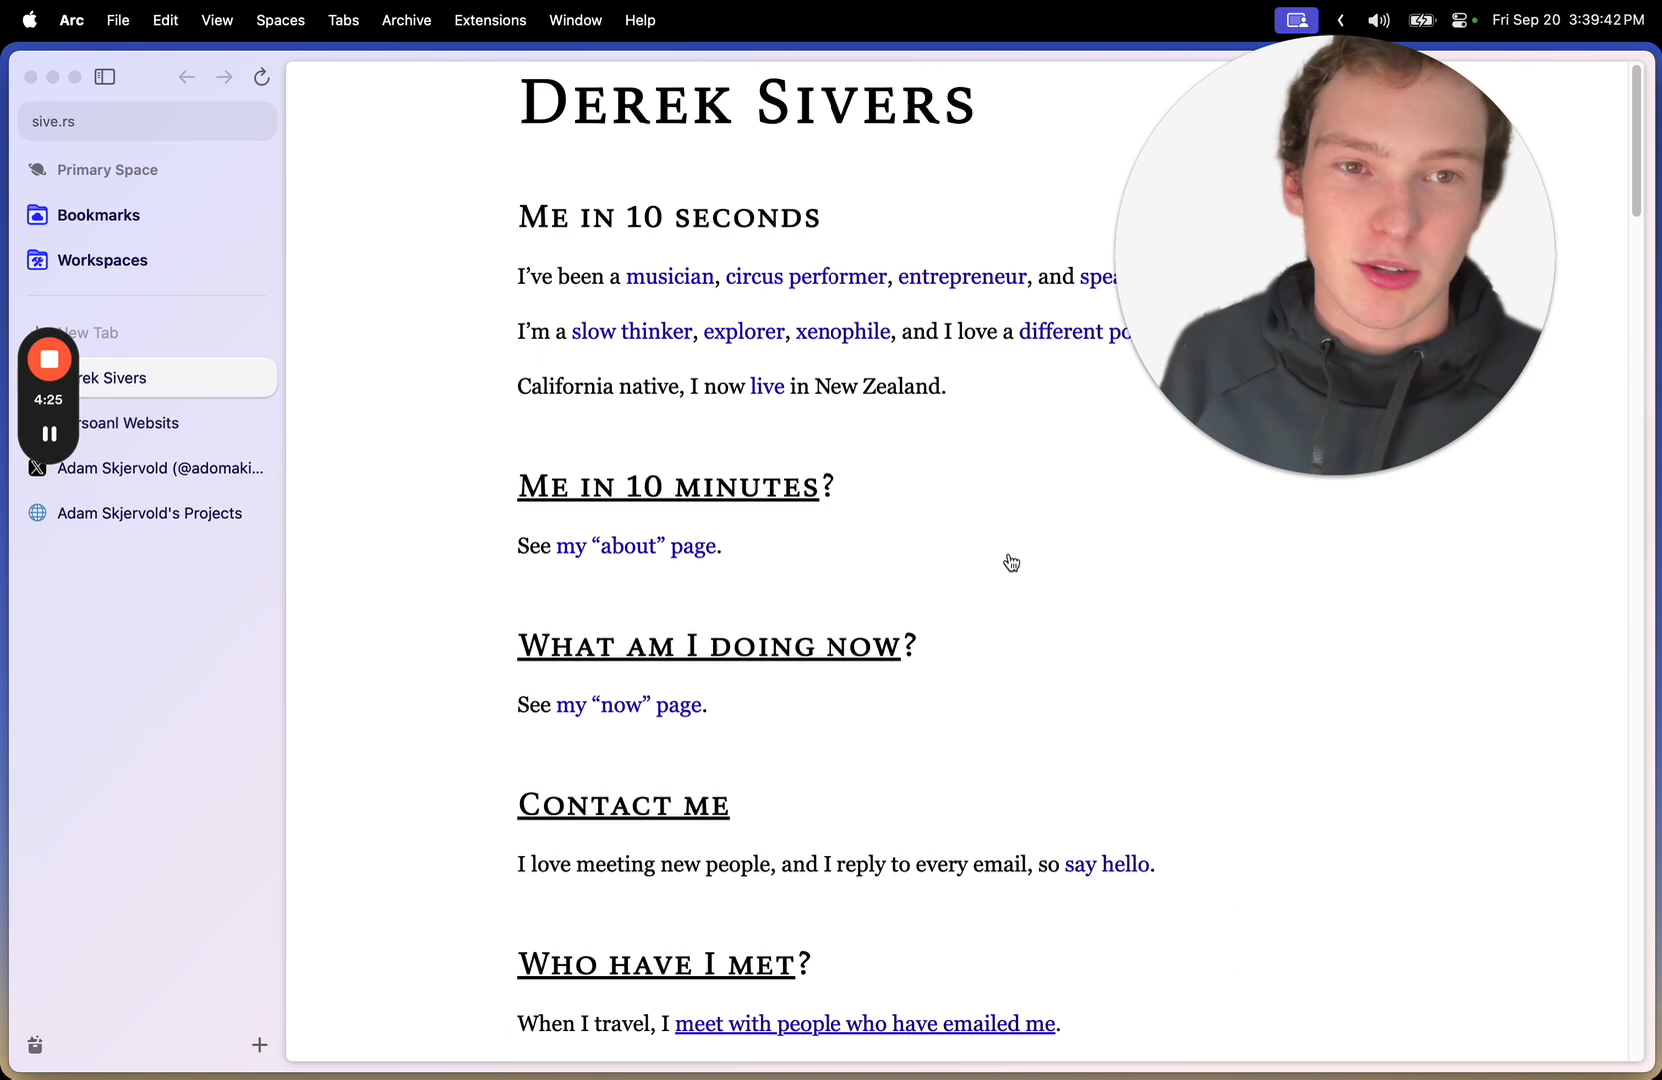 Arc File Edit View Spaces Tabs Archive Extensions Window Help
Fri Sep 20 3:39:42 PM
sive.rs
Primary Space
Bookmarks
Workspaces
New Tab
rek Sivers
4:25
rsoanl Websits
Adam Skjervold (@adomaki...
Adam Skjervold's Projects
Derek Sivers
Me in 10 seconds
I’ve been a musician, circus performer, entrepreneur, and spea
I’m a slow thinker, explorer, xenophile, and I love a different po
California native, I now live in New Zealand.
Me in 10 minutes?
See my “about” page.
What am I doing now?
See my “now” page.
Contact me
I love meeting new people, and I reply to every email, so say hello.
Who have I met?
When I travel, I meet with people who have emailed me.